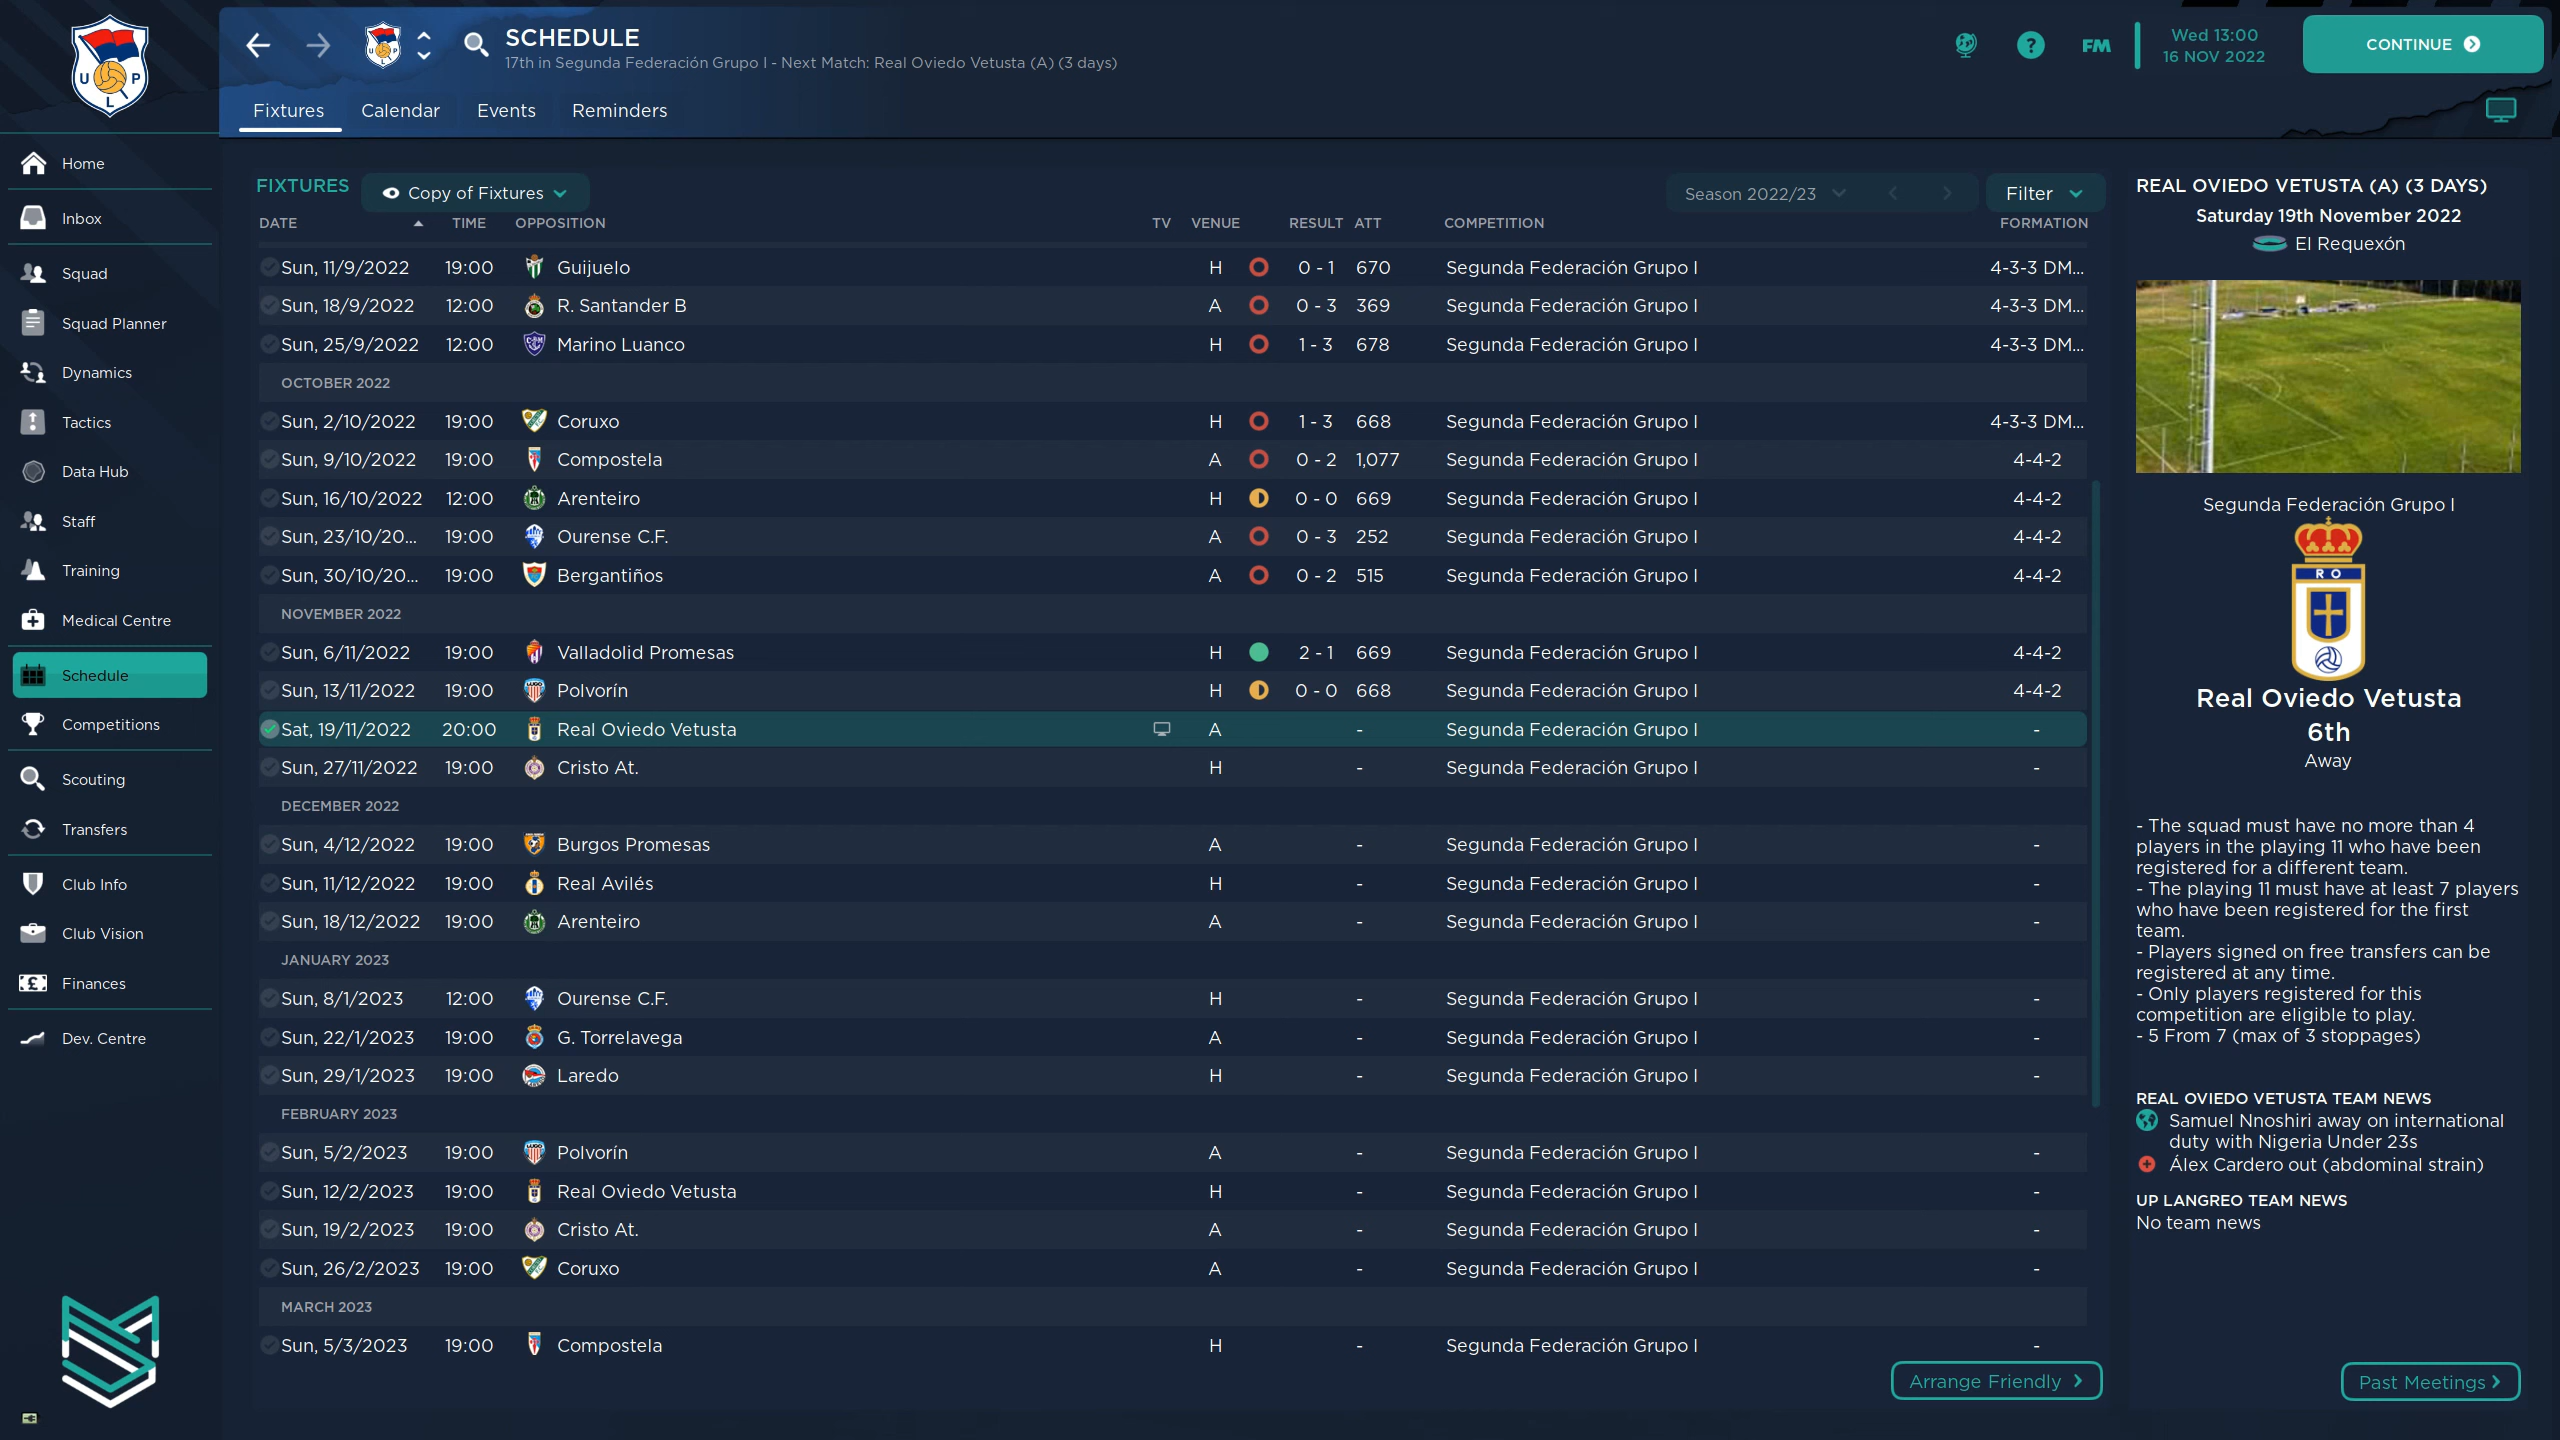 SCHEDULE
17th in Segunda Federación Grupo I - Next Match: Real Oviedo Vetusta (A) (3 days)
FM
Wed 13:00
16 NOV 2022
CONTINUE
Fixtures Calendar Events Reminders
U P L
Home
Inbox
Squad
Squad Planner
Dynamics
Tactics
Data Hub
Staff
Training
Medical Centre
Schedule
Competitions
Scouting
Transfers
Club Info
Club Vision
Finances
Dev. Centre
FIXTURES Copy of Fixtures Season 2022/23 Filter
DATE TIME OPPOSITION TV VENUE RESULT ATT COMPETITION FORMATION
Sun, 11/9/2022 19:00 Guijuelo H 0 - 1 670 Segunda Federación Grupo I 4-3-3 DM...
Sun, 18/9/2022 12:00 R. Santander B A 0 - 3 369 Segunda Federación Grupo I 4-3-3 DM...
Sun, 25/9/2022 12:00 Marino Luanco H 1 - 3 678 Segunda Federación Grupo I 4-3-3 DM...
OCTOBER 2022
Sun, 2/10/2022 19:00 Coruxo H 1 - 3 668 Segunda Federación Grupo I 4-3-3 DM...
Sun, 9/10/2022 19:00 Compostela A 0 - 2 1,077 Segunda Federación Grupo I 4-4-2
Sun, 16/10/2022 12:00 Arenteiro H 0 - 0 669 Segunda Federación Grupo I 4-4-2
Sun, 23/10/20... 19:00 Ourense C.F. A 0 - 3 252 Segunda Federación Grupo I 4-4-2
Sun, 30/10/20... 19:00 Bergantiños A 0 - 2 515 Segunda Federación Grupo I 4-4-2
NOVEMBER 2022
Sun, 6/11/2022 19:00 Valladolid Promesas H 2 - 1 669 Segunda Federación Grupo I 4-4-2
Sun, 13/11/2022 19:00 Polvorín H 0 - 0 668 Segunda Federación Grupo I 4-4-2
Sat, 19/11/2022 20:00 Real Oviedo Vetusta A - Segunda Federación Grupo I -
Sun, 27/11/2022 19:00 Cristo At. H - Segunda Federación Grupo I -
DECEMBER 2022
Sun, 4/12/2022 19:00 Burgos Promesas A - Segunda Federación Grupo I -
Sun, 11/12/2022 19:00 Real Avilés H - Segunda Federación Grupo I -
Sun, 18/12/2022 19:00 Arenteiro A - Segunda Federación Grupo I -
JANUARY 2023
Sun, 8/1/2023 12:00 Ourense C.F. H - Segunda Federación Grupo I -
Sun, 22/1/2023 19:00 G. Torrelavega A - Segunda Federación Grupo I -
Sun, 29/1/2023 19:00 Laredo H - Segunda Federación Grupo I -
FEBRUARY 2023
Sun, 5/2/2023 19:00 Polvorín A - Segunda Federación Grupo I -
Sun, 12/2/2023 19:00 Real Oviedo Vetusta H - Segunda Federación Grupo I -
Sun, 19/2/2023 19:00 Cristo At. A - Segunda Federación Grupo I -
Sun, 26/2/2023 19:00 Coruxo A - Segunda Federación Grupo I -
MARCH 2023
Sun, 5/3/2023 19:00 Compostela H - Segunda Federación Grupo I -
Arrange Friendly
REAL OVIEDO VETUSTA (A) (3 DAYS)
Saturday 19th November 2022
El Requexón
Segunda Federación Grupo I
R O
Real Oviedo Vetusta
6th
Away
- The squad must have no more than 4
players in the playing 11 who have been
registered for a different team.
- The playing 11 must have at least 7 players
who have been registered for the first
team.
- Players signed on free transfers can be
registered at any time.
- Only players registered for this
competition are eligible to play.
- 5 From 7 (max of 3 stoppages)
REAL OVIEDO VETUSTA TEAM NEWS
Samuel Nnoshiri away on international
duty with Nigeria Under 23s
Álex Cardero out (abdominal strain)
UP LANGREO TEAM NEWS
No team news
Past Meetings